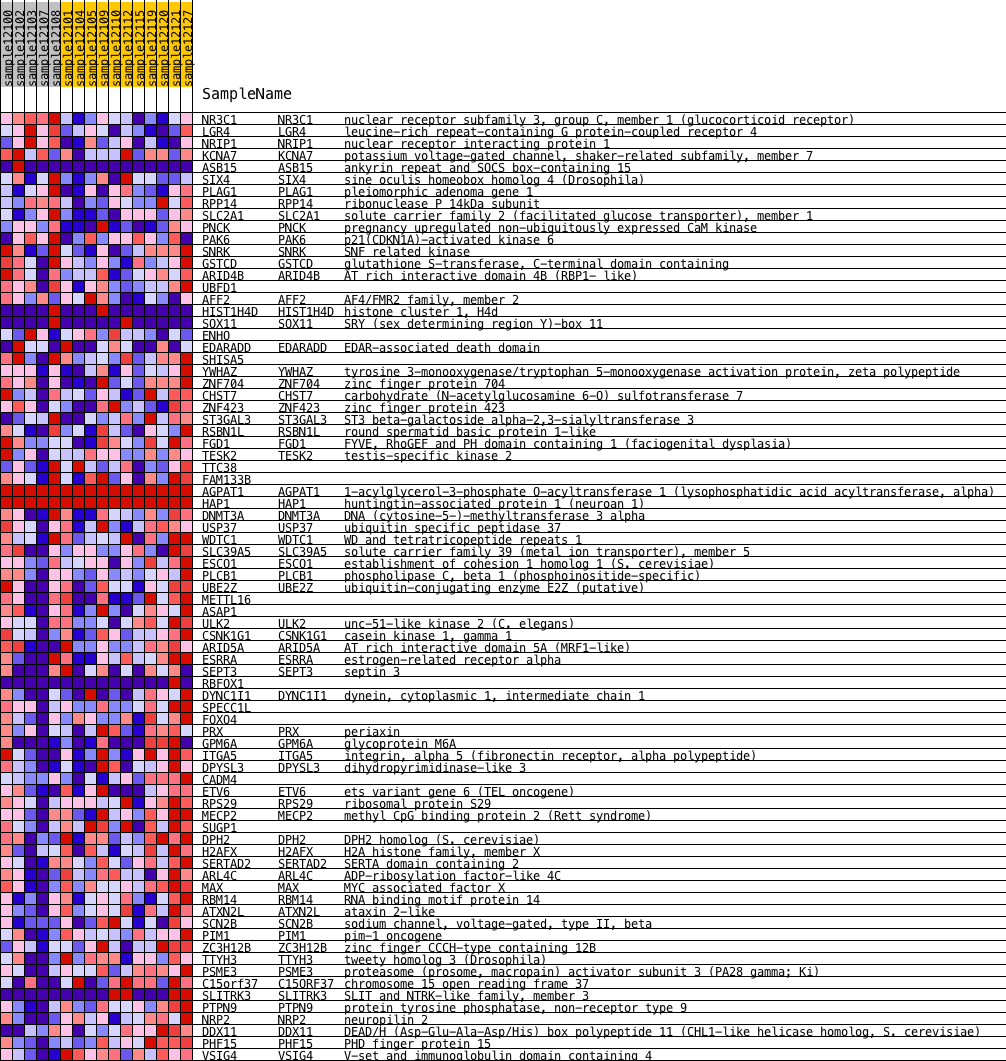 sample12100
sample12102
sample12103
sample12107
sample12108
sample12101
sample12104
sample12105
sample12109
sample12110
sample12112
sample12115
sample12119
sample12120
sample12121
sample12127
SampleName
NR3C1 NR3C1 nuclear receptor subfamily 3, group C, member 1 (glucocorticoid receptor)
LGR4 LGR4 leucine-rich repeat-containing G protein-coupled receptor 4
NRIP1 NRIP1 nuclear receptor interacting protein 1
KCNA7 KCNA7 potassium voltage-gated channel, shaker-related subfamily, member 7
ASB15 ASB15 ankyrin repeat and SOCS box-containing 15
SIX4 SIX4 sine oculis homeobox homolog 4 (Drosophila)
PLAG1 PLAG1 pleiomorphic adenoma gene 1
RPP14 RPP14 ribonuclease P 14kDa subunit
SLC2A1 SLC2A1 solute carrier family 2 (facilitated glucose transporter), member 1
PNCK PNCK pregnancy upregulated non-ubiquitously expressed CaM kinase
PAK6 PAK6 p21(CDKN1A)-activated kinase 6
SNRK SNRK SNF related kinase
GSTCD GSTCD glutathione S-transferase, C-terminal domain containing
ARID4B ARID4B AT rich interactive domain 4B (RBP1- like)
UBFD1
AFF2 AFF2 AF4/FMR2 family, member 2
HIST1H4D HIST1H4D histone cluster 1, H4d
SOX11 SOX11 SRY (sex determining region Y)-box 11
ENHO
EDARADD EDARADD EDAR-associated death domain
SHISA5
YWHAZ YWHAZ tyrosine 3-monooxygenase/tryptophan 5-monooxygenase activation protein, zeta polypeptide
ZNF704 ZNF704 zinc finger protein 704
CHST7 CHST7 carbohydrate (N-acetylglucosamine 6-O) sulfotransferase 7
ZNF423 ZNF423 zinc finger protein 423
ST3GAL3 ST3GAL3 ST3 beta-galactoside alpha-2,3-sialyltransferase 3
RSBN1L RSBN1L round spermatid basic protein 1-like
FGD1 FGD1 FYVE, RhoGEF and PH domain containing 1 (faciogenital dysplasia)
TESK2 TESK2 testis-specific kinase 2
TTC38
FAM133B
AGPAT1 AGPAT1 1-acylglycerol-3-phosphate O-acyltransferase 1 (lysophosphatidic acid acyltransferase, alpha)
HAP1 HAP1 huntingtin-associated protein 1 (neuroan 1)
DNMT3A DNMT3A DNA (cytosine-5-)-methyltransferase 3 alpha
USP37 USP37 ubiquitin specific peptidase 37
WDTC1 WDTC1 WD and tetratricopeptide repeats 1
SLC39A5 SLC39A5 solute carrier family 39 (metal ion transporter), member 5
ESCO1 ESCO1 establishment of cohesion 1 homolog 1 (S. cerevisiae)
PLCB1 PLCB1 phospholipase C, beta 1 (phosphoinositide-specific)
UBE2Z UBE2Z ubiquitin-conjugating enzyme E2Z (putative)
METTL16
ASAP1
ULK2 ULK2 unc-51-like kinase 2 (C. elegans)
CSNK1G1 CSNK1G1 casein kinase 1, gamma 1
ARID5A ARID5A AT rich interactive domain 5A (MRF1-like)
ESRRA ESRRA estrogen-related receptor alpha
SEPT3 SEPT3 septin 3
RBFOX1
DYNC1I1 DYNC1I1 dynein, cytoplasmic 1, intermediate chain 1
SPECC1L
FOXO4
PRX PRX periaxin
GPM6A GPM6A glycoprotein M6A
ITGA5 ITGA5 integrin, alpha 5 (fibronectin receptor, alpha polypeptide)
DPYSL3 DPYSL3 dihydropyrimidinase-like 3
CADM4
ETV6 ETV6 ets variant gene 6 (TEL oncogene)
RPS29 RPS29 ribosomal protein S29
MECP2 MECP2 methyl CpG binding protein 2 (Rett syndrome)
SUGP1
DPH2 DPH2 DPH2 homolog (S. cerevisiae)
H2AFX H2AFX H2A histone family, member X
SERTAD2 SERTAD2 SERTA domain containing 2
ARL4C ARL4C ADP-ribosylation factor-like 4C
MAX MAX MYC associated factor X
RBM14 RBM14 RNA binding motif protein 14
ATXN2L ATXN2L ataxin 2-like
SCN2B SCN2B sodium channel, voltage-gated, type II, beta
PIM1 PIM1 pim-1 oncogene
ZC3H12B ZC3H12B zinc finger CCCH-type containing 12B
TTYH3 TTYH3 tweety homolog 3 (Drosophila)
PSME3 PSME3 proteasome (prosome, macropain) activator subunit 3 (PA28 gamma; Ki)
C15orf37 C15ORF37 chromosome 15 open reading frame 37
SLITRK3 SLITRK3 SLIT and NTRK-like family, member 3
PTPN9 PTPN9 protein tyrosine phosphatase, non-receptor type 9
NRP2 NRP2 neuropilin 2
DDX11 DDX11 DEAD/H (Asp-Glu-Ala-Asp/His) box polypeptide 11 (CHL1-like helicase homolog, S. cerevisiae)
PHF15 PHF15 PHD finger protein 15
VSIG4 VSIG4 V-set and immunoglobulin domain containing 4